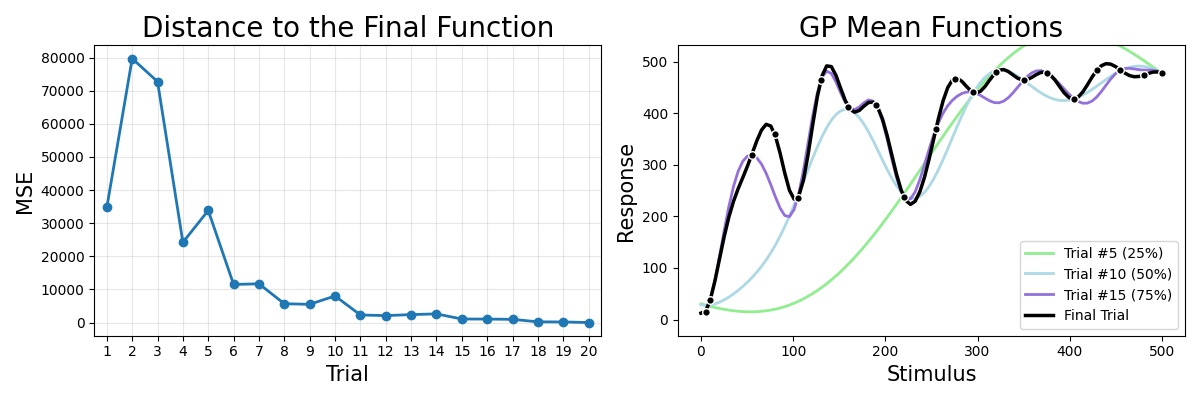 Distance to the Final Function
MSE
80000
70000
60000
50000
40000
30000
20000
10000
0
1 2 3 4 5 6 7 8 9 10 11 12 13 14 15 16 17 18 19 20
Trial
GP Mean Functions
Response
500
400
300
200
100
0
Trial #5 (25%)
Trial #10 (50%)
Trial #15 (75%)
Final Trial
0 100 200 300 400 500
Stimulus